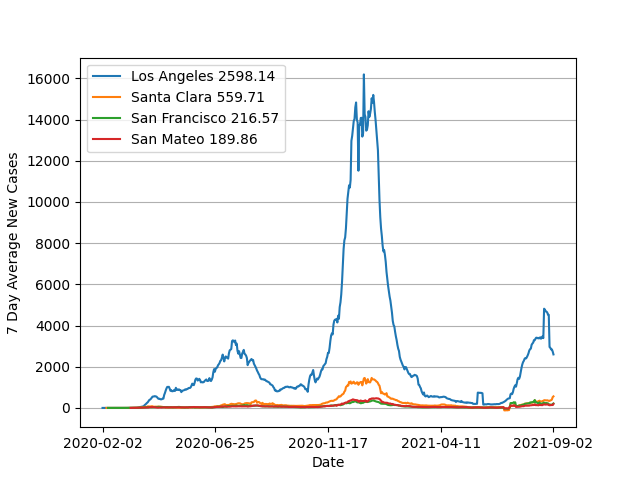 Los Angeles 2598.14
Santa Clara 559.71
San Francisco 216.57
San Mateo 189.86
16000
14000
12000
10000
8000
6000
4000
2000
0
7 Day Average New Cases
2020-02-02 2020-06-25 2020-11-17 2021-04-11 2021-09-02
Date